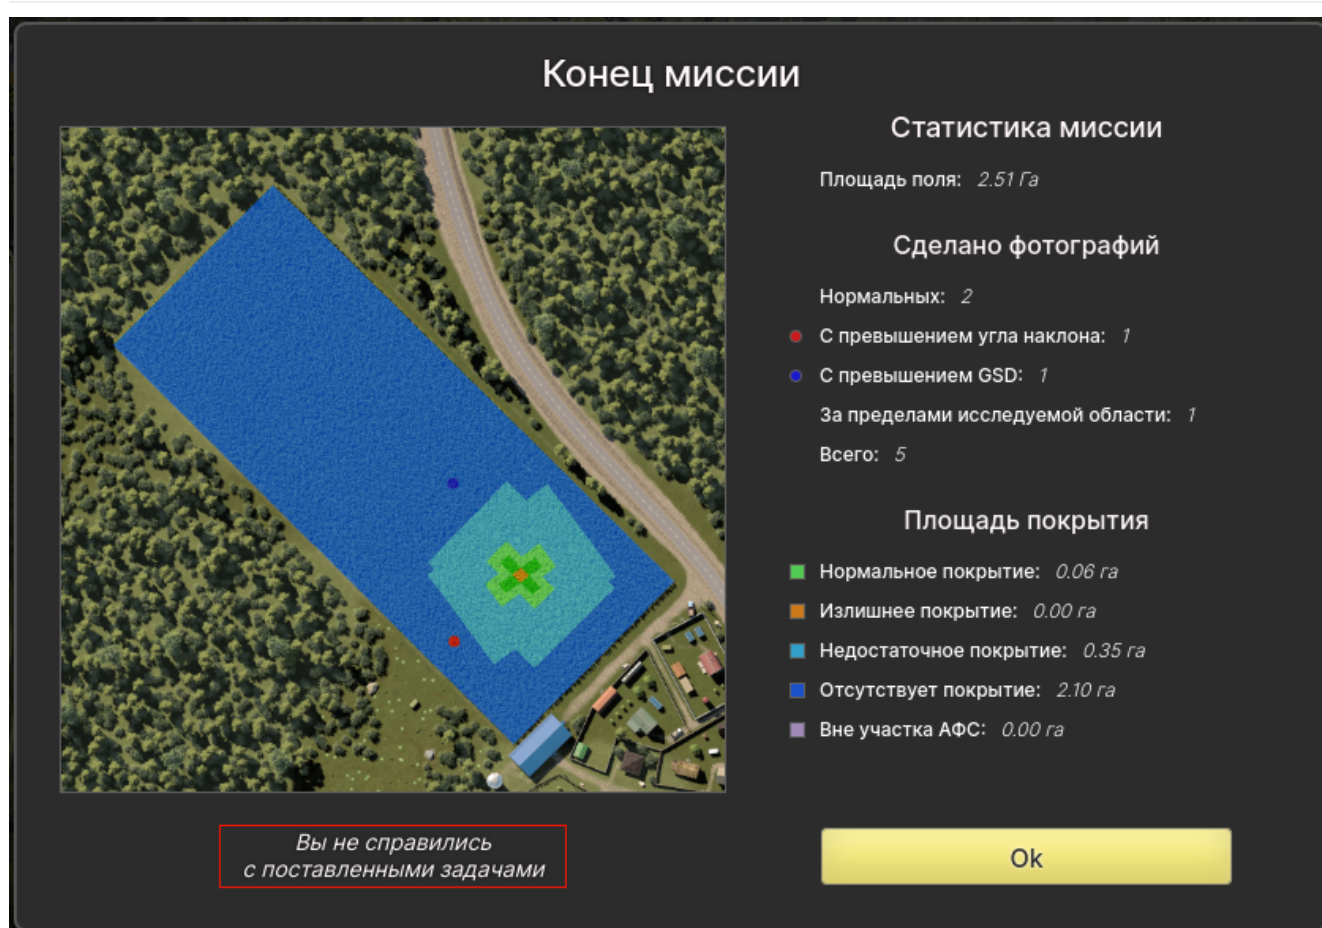 Конец миссии
Статистика миссии
Площадь поля: 2.51 Га
Сделано фотографий
Нормальных: 2
С превышением угла наклона: 1
С превышением GSD: 1
За пределами исследуемой области: 1
Всего: 5
Площадь покрытия
Нормальное покрытие: 0.06 га
Излишнее покрытие: 0.00 га
Недостаточное покрытие: 0.35 га
Отсутствует покрытие: 2.10 га
Вне участка АФС: 0.00 га
Вы не справились
с поставленными задачами
Ok